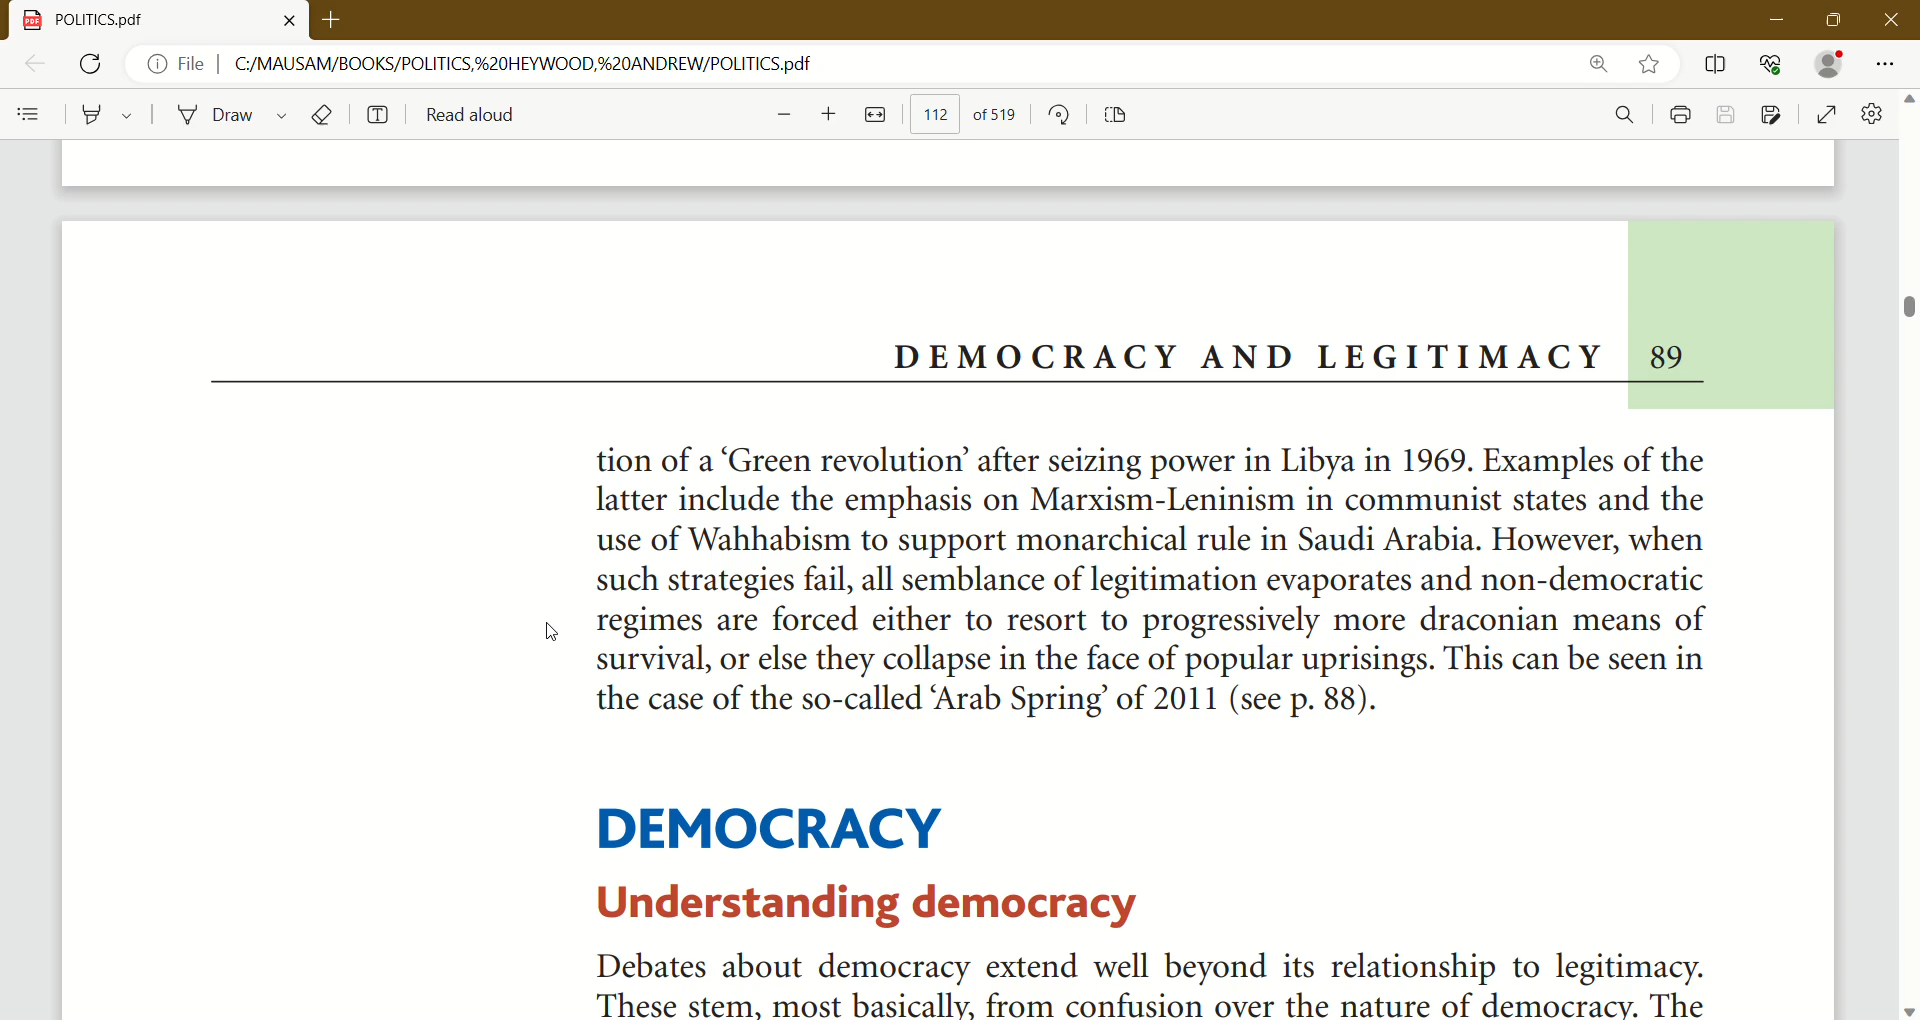 POLITICS.pdf
File
C:/MAUSAM/BOOKS/POLITICS,%20HEYWOOD,%20ANDREW/POLITICS.pdf
Draw
Read aloud
112 of 519
DEMOCRACY AND LEGITIMACY 89
tion of a ‘Green revolution’ after seizing power in Libya in 1969. Examples of the
latter include the emphasis on Marxism-Leninism in communist states and the
use of Wahhabism to support monarchical rule in Saudi Arabia. However, when
such strategies fail, all semblance of legitimation evaporates and non-democratic
regimes are forced either to resort to progressively more draconian means of
survival, or else they collapse in the face of popular uprisings. This can be seen in
the case of the so-called ‘Arab Spring’ of 2011 (see p. 88).
DEMOCRACY
Understanding democracy
Debates about democracy extend well beyond its relationship to legitimacy.
These stem, most basically, from confusion over the nature of democracy. The